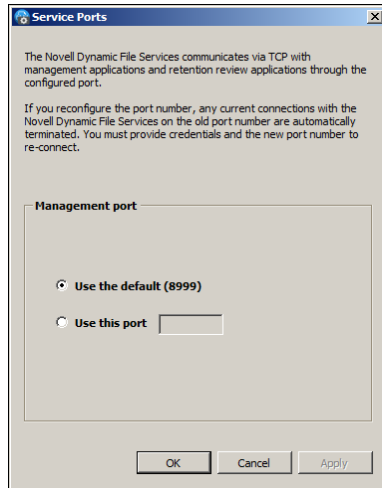 Service Ports
The Novell Dynamic File Services communicates via TCP with
management applications and retention review applications through the
configured port.
If you reconfigure the port number, any current connections with the
Novell Dynamic File Services on the old port number are automatically
terminated. You must provide credentials and the new port number to
re-connect.
Management port
Use the default (8999)
Use this port
OK Cancel Apply